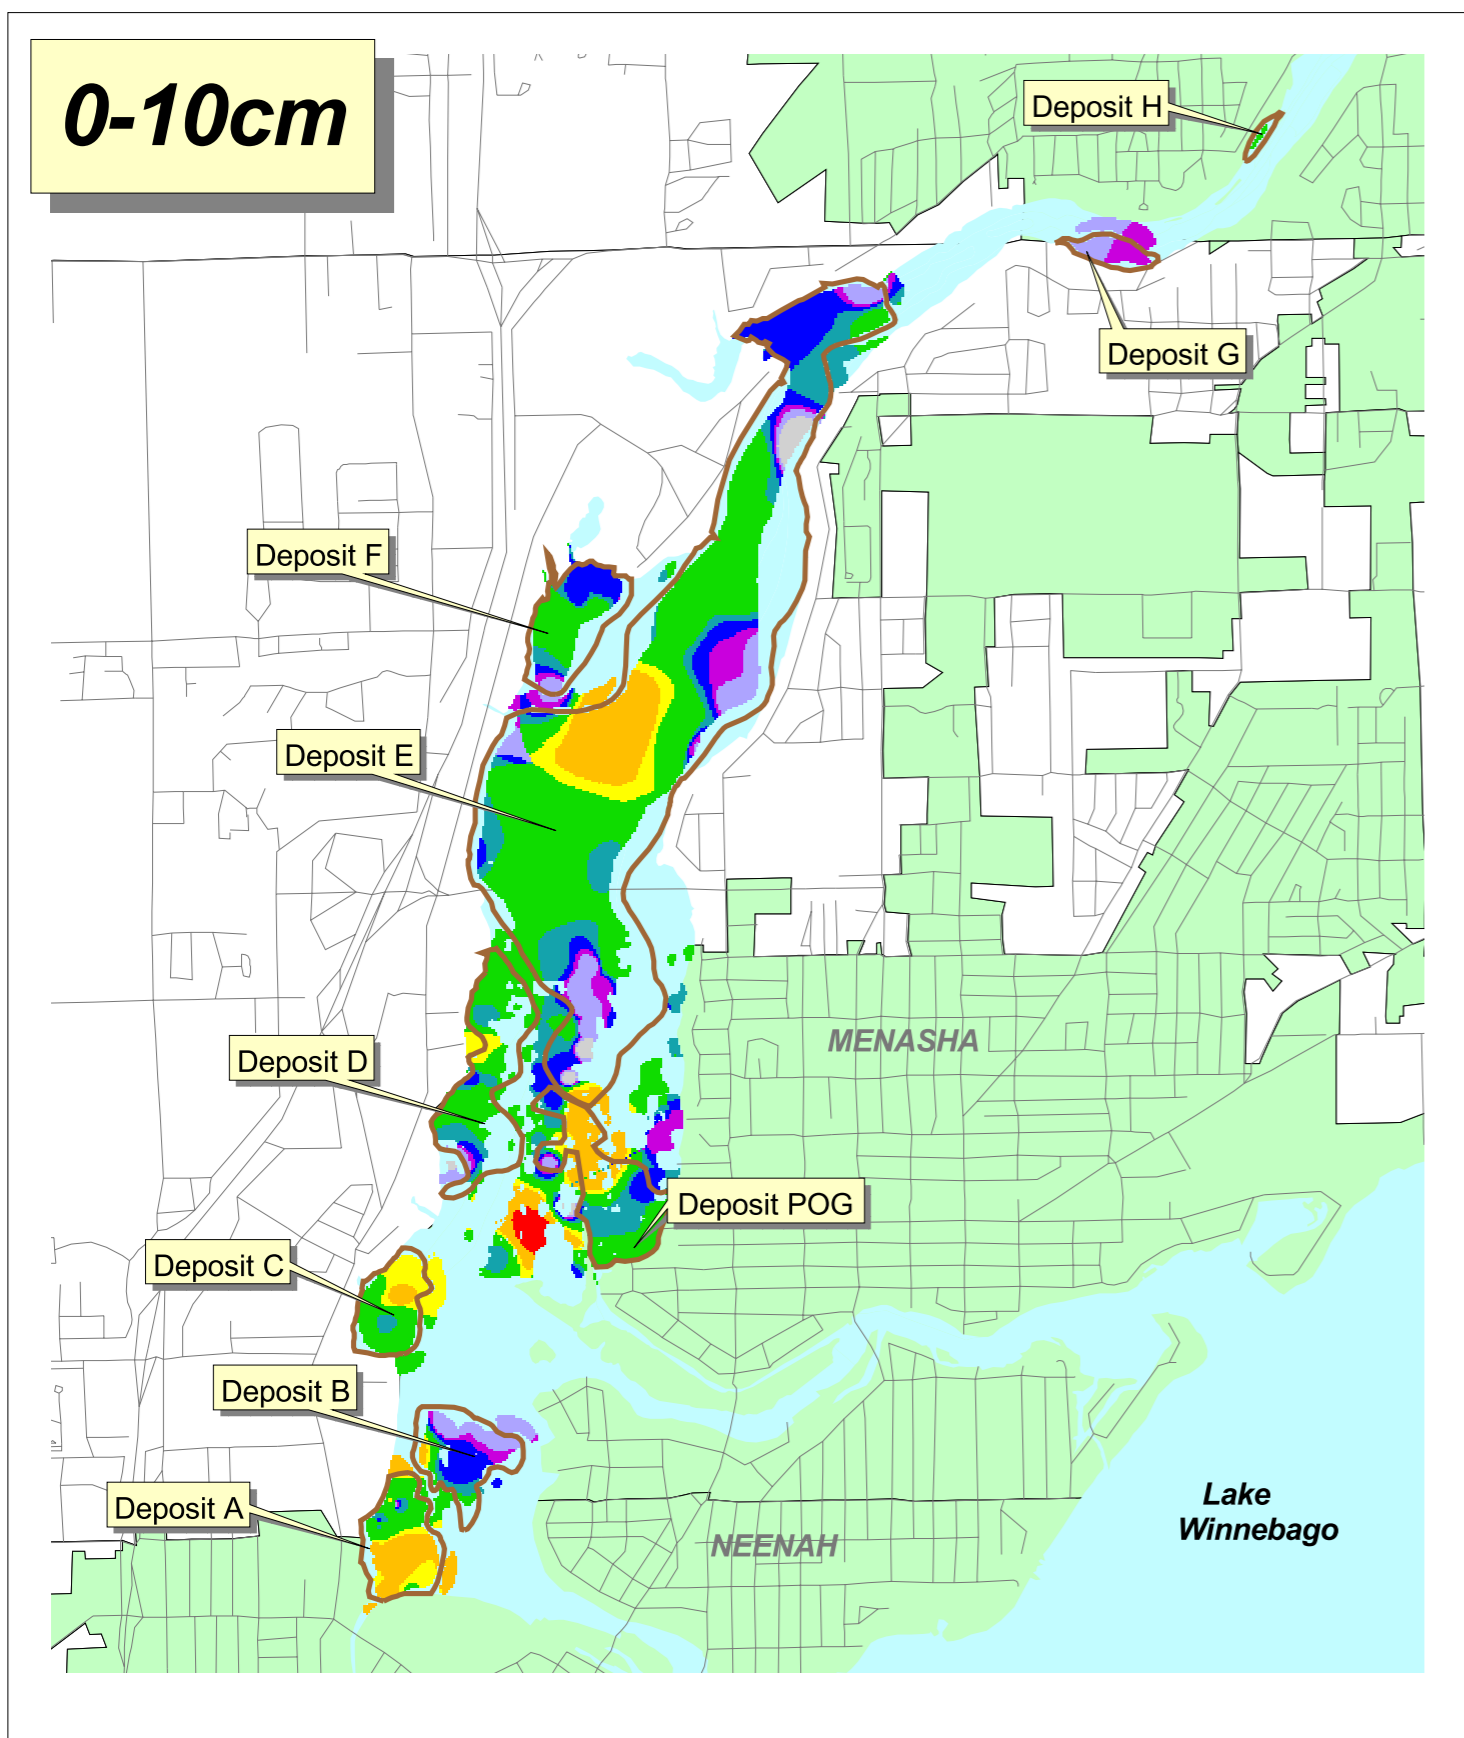 0-10cm
Deposit H
Deposit G
Deposit F
Deposit E
MENASHA
Deposit D
Deposit POG
Deposit C
Deposit B
Deposit A
Lake
Winnebago
NEENAH